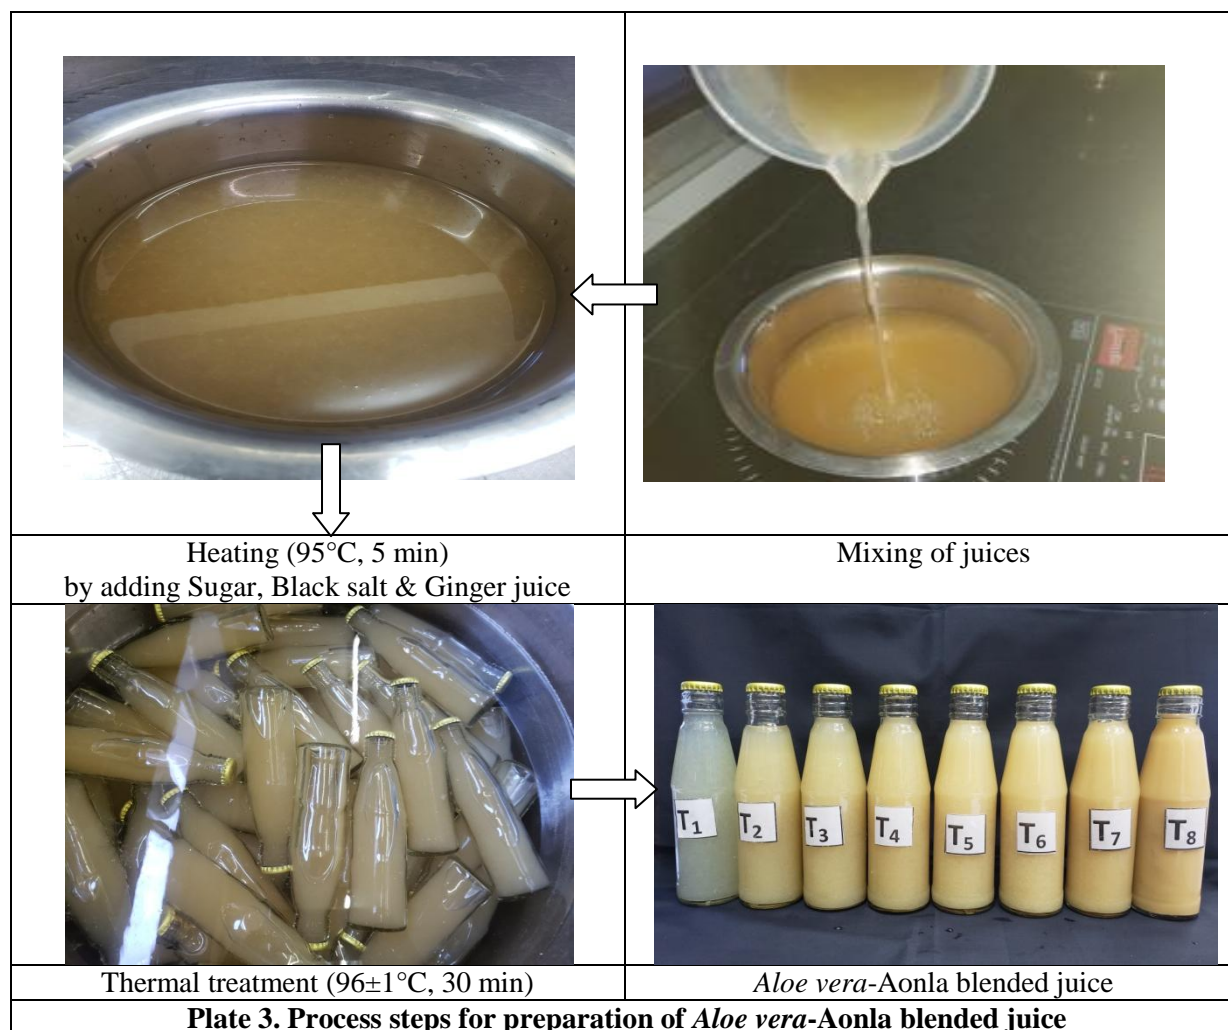 Heating (95°C, 5 min)
by adding Sugar, Black salt & Ginger juice
Mixing of juices
T1
T2
T3
T4
T5
T6
T7
T8
Thermal treatment (96±1°C, 30 min)
Aloe vera-Aonla blended juice
Plate 3. Process steps for preparation of Aloe vera-Aonla blended juice